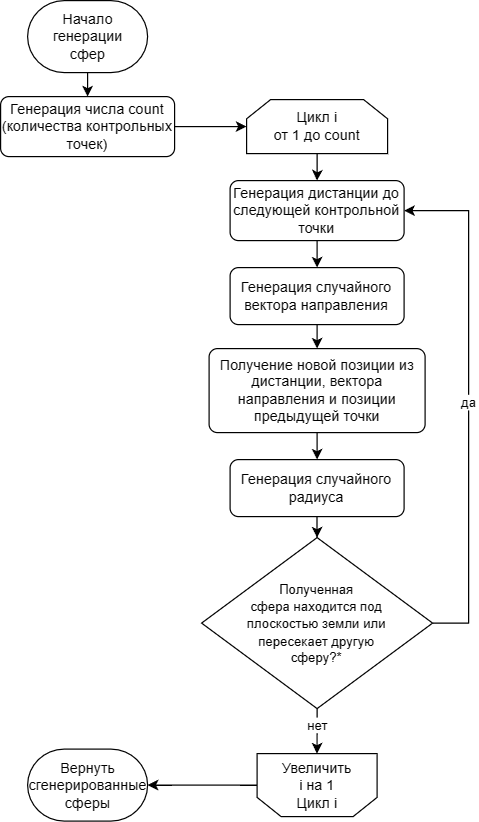 Начало
генерации
сфер
Генерация числа count
(количества контрольных
точек)
Цикл i
от 1 до count
Генерация дистанции до
следующей контрольной
точки
Генерация случайного
вектора направления
Получение новой позиции из
дистанции, вектора
направления и позиции
предыдущей точки
да
Генерация случайного
радиуса
Полученная
сфера находится под
плоскостью земли или
пересекает другую
сферу?*
нет
Увеличить
i на 1
Цикл i
Вернуть
сгенерированные
сферы